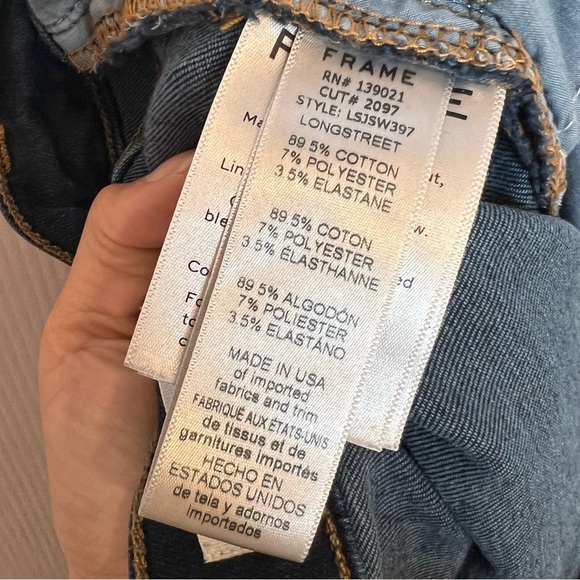 FRAME
RN# 139021
CUT# 2097
STYLE: LSJSW397
LONGSTREET
89 5% COTTON
7% POLYESTER
3.5% ELASTANE
89 5% COTON
7% POLYESTER
3 5% ÉLASTHANNE
89 5% ALGODÓN
7% POLIESTER
3.5% ELASTANO
MADE IN USA
of imported
fabrics and trim
FABRIQUÉ AUX ÉTATS-UNIS
de tissus et de
garnitures importés
HECHO EN
ESTADOS UNIDOS
de tela y adornos
importados